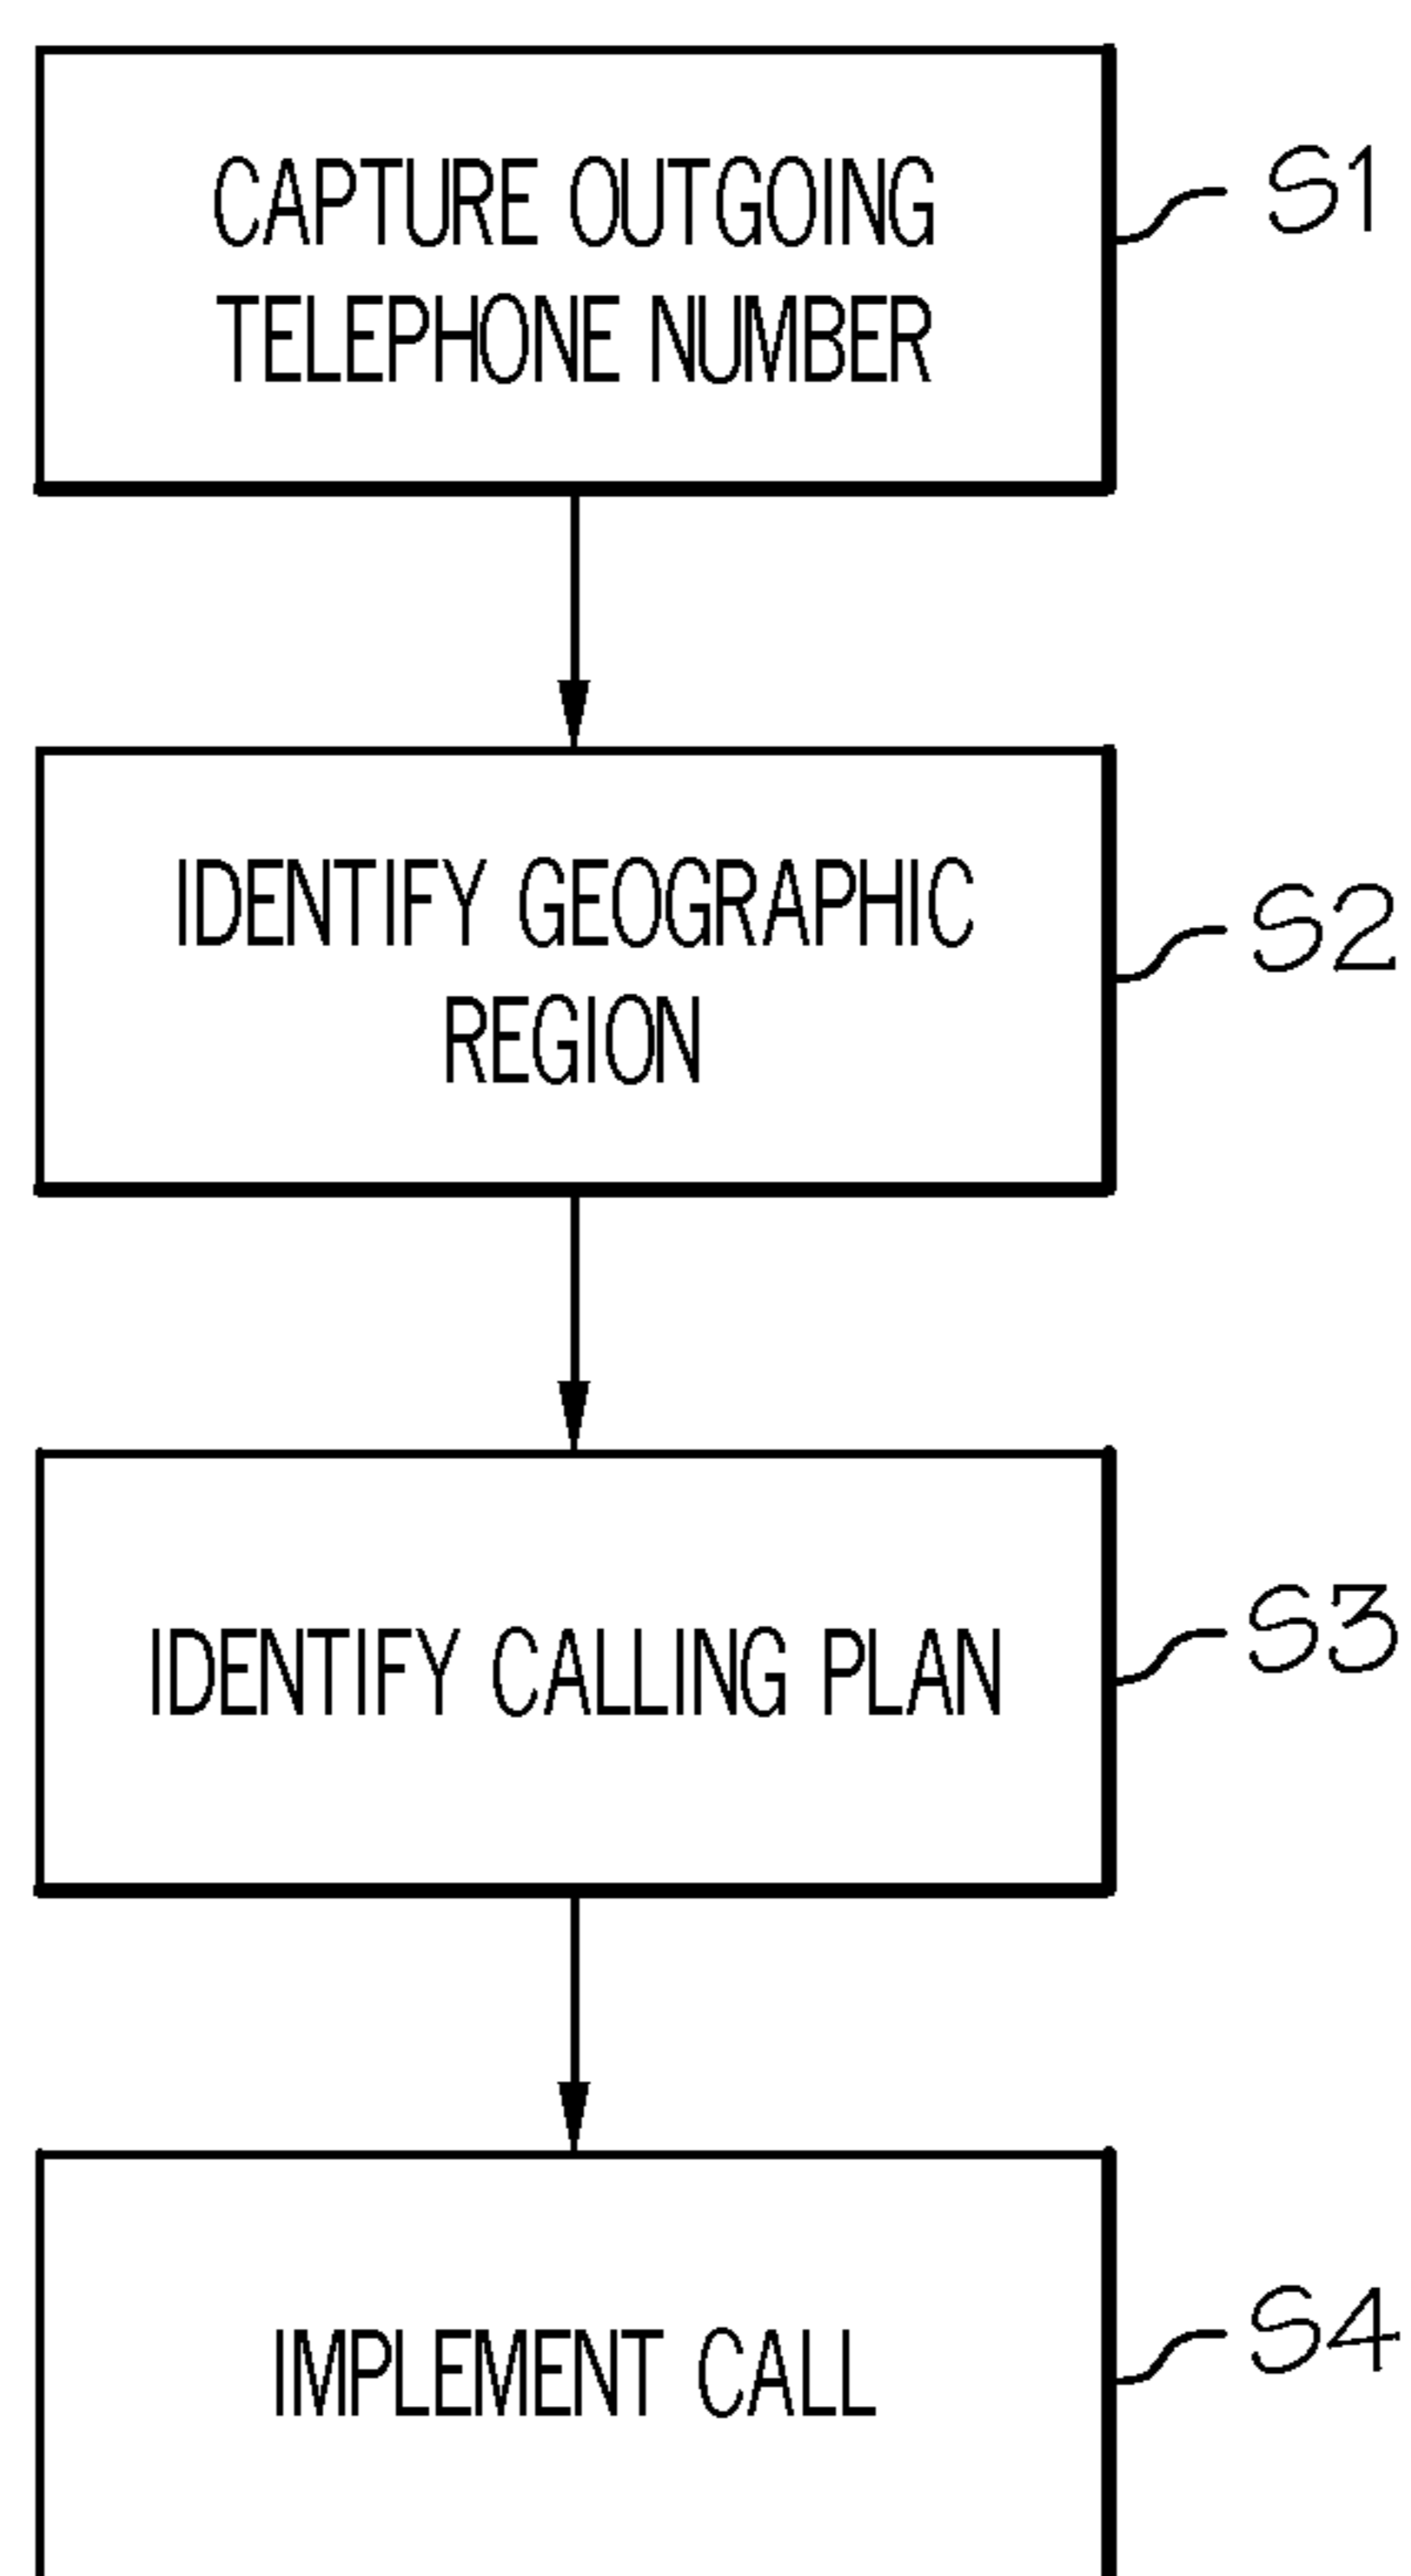 CAPTURE OUTGOING
TELEPHONE NUMBER
S1
IDENTIFY GEOGRAPHIC
REGION
S2
IDENTIFY CALLING PLAN
S3
IMPLEMENT CALL
S4